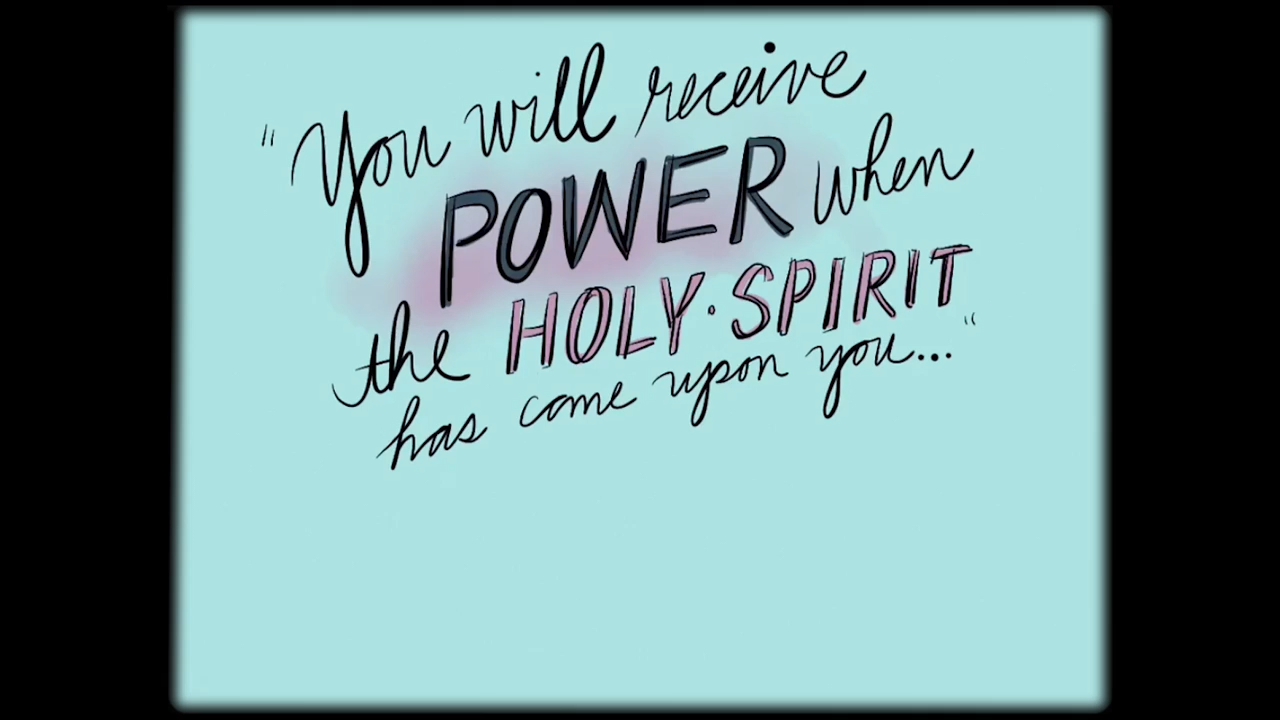 "You will receive
POWER when
the HOLY·SPIRIT
has come upon you..."